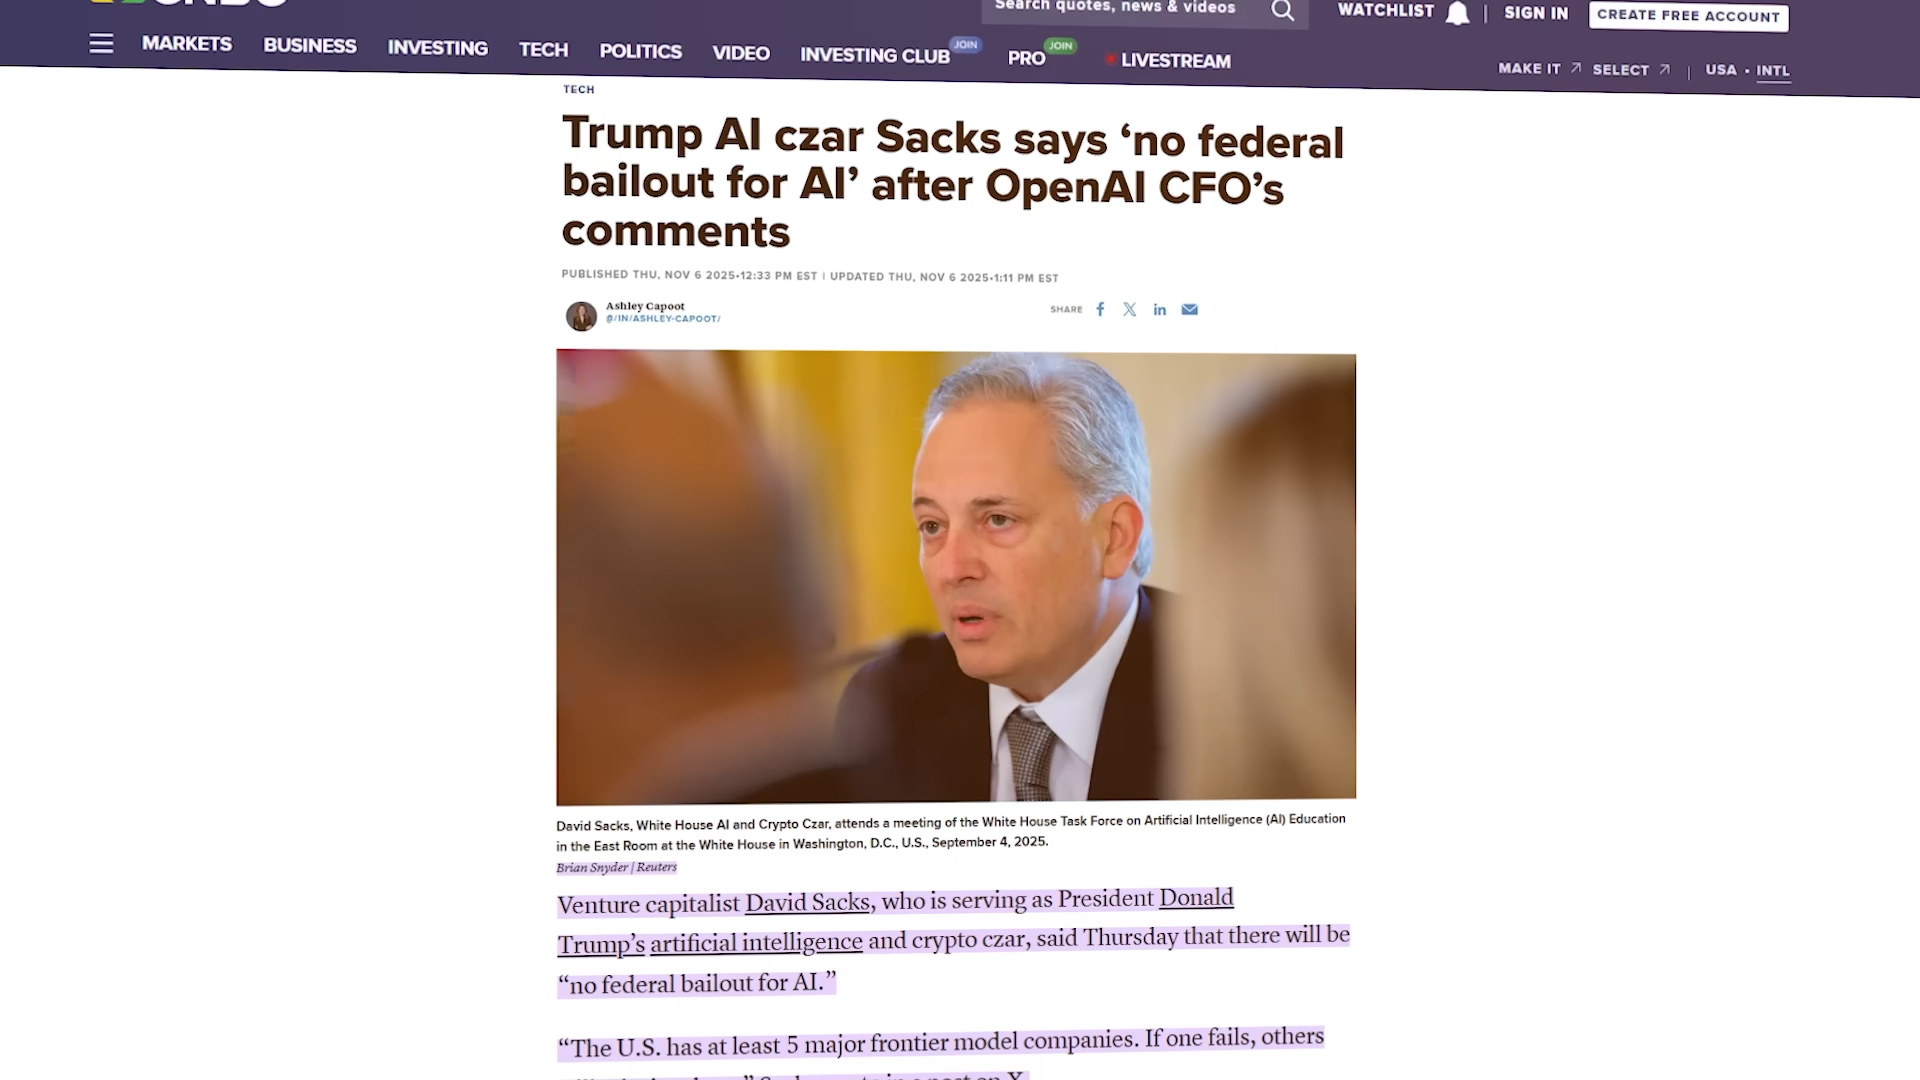 Search quotes, news & videos
WATCHLIST
SIGN IN
CREATE FREE ACCOUNT
MARKETS BUSINESS INVESTING TECH POLITICS VIDEO INVESTING CLUB JOIN PRO JOIN LIVESTREAM
MAKE IT SELECT USA • INTL
TECH
Trump AI czar Sacks says ‘no federal
bailout for AI’ after OpenAI CFO’s
comments
PUBLISHED THU, NOV 6 2025•12:33 PM EST | UPDATED THU, NOV 6 2025•1:11 PM EST
Ashley Capoot
@/IN/ASHLEY-CAPOOT/
SHARE
David Sacks, White House AI and Crypto Czar, attends a meeting of the White House Task Force on Artificial Intelligence (AI) Education
in the East Room at the White House in Washington, D.C., U.S., September 4, 2025.
Brian Snyder | Reuters
Venture capitalist David Sacks, who is serving as President Donald
Trump’s artificial intelligence and crypto czar, said Thursday that there will be
“no federal bailout for AI.”
“The U.S. has at least 5 major frontier model companies. If one fails, others